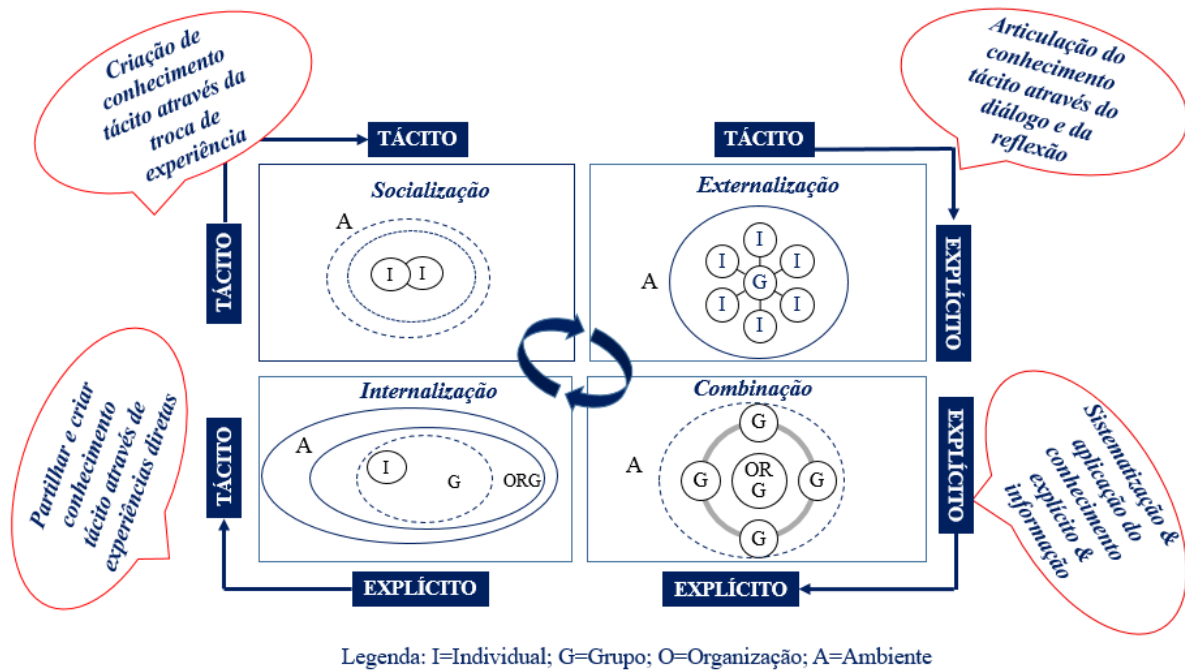 Criação de
conhecimento
tácito através da
troca de
experiência
Articulação do
conhecimento
tácito através do
diálogo e da
reflexão
TÁCITO
TÁCITO
TÁCITO
Socialização
A
I
I
Externalização
A
I
I
I
G
I
I
I
EXPLÍCITO
Partilhar e criar
conhecimento
tácito através de
experiências diretas
TÁCITO
Internalização
A
I
G
ORG
Combinação
A
G
G
OR
G
G
G
EXPLÍCITO
Sistematização &
aplicação do
conhecimento
explícito &
informação
EXPLÍCITO
EXPLÍCITO
Legenda: I=Individual; G=Grupo; O=Organização; A=Ambiente